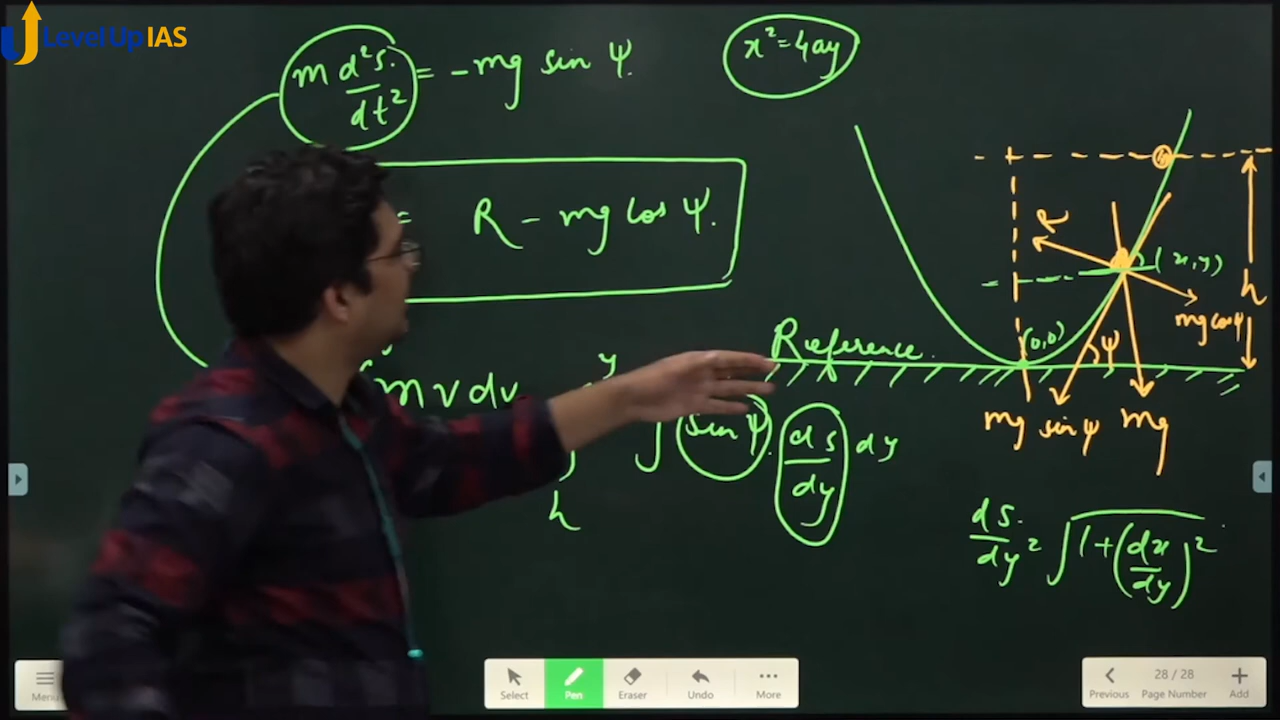 Level Up IAS
m d²s/dt² = - mg sin ψ.
x² = 4ay
= R - mg cos ψ.
R
(x, y)
mg cos ψ
h
(0,0)
ψ
Reference.
mg sin ψ
mg
m v dv
y
∫ sin ψ. ds/dy dy
h
ds/dy = √1+(dx/dy)²
Menu
Select
Pen
Eraser
Undo
More
Previous
28 / 28
Page Number
Add